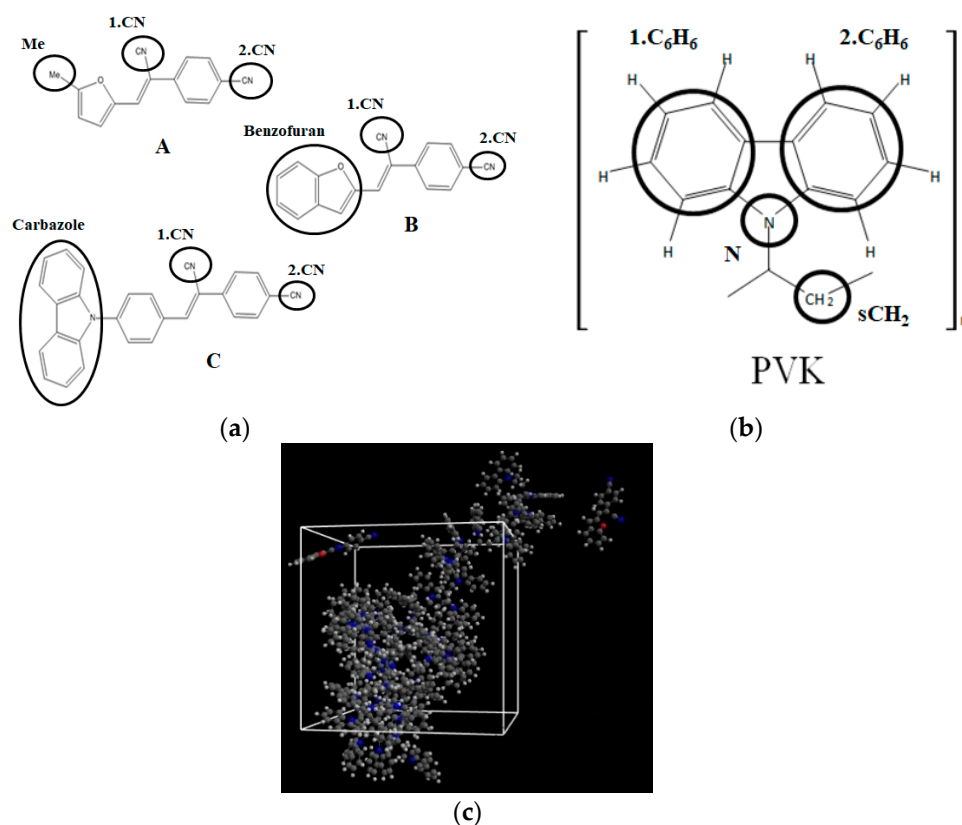 1.CN
2.CN
Me
CN
Me
O
CN
A
1.CN
2.CN
Benzofuran
CN
O
CN
B
Carbazole
1.CN
2.CN
CN
N
CN
C
(a)
1.C6H6
2.C6H6
H
H
H
H
H
H
H
H
N
N
CH2
sCH2
PVK
(b)
(c)